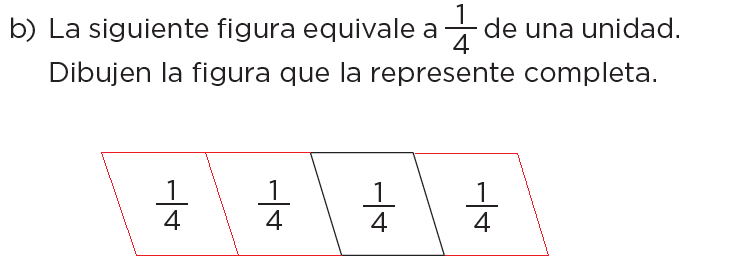 b) La siguiente figura equivale a 1/4 de una unidad.
Dibujen la figura que la represente completa.
1/4 1/4 1/4 1/4